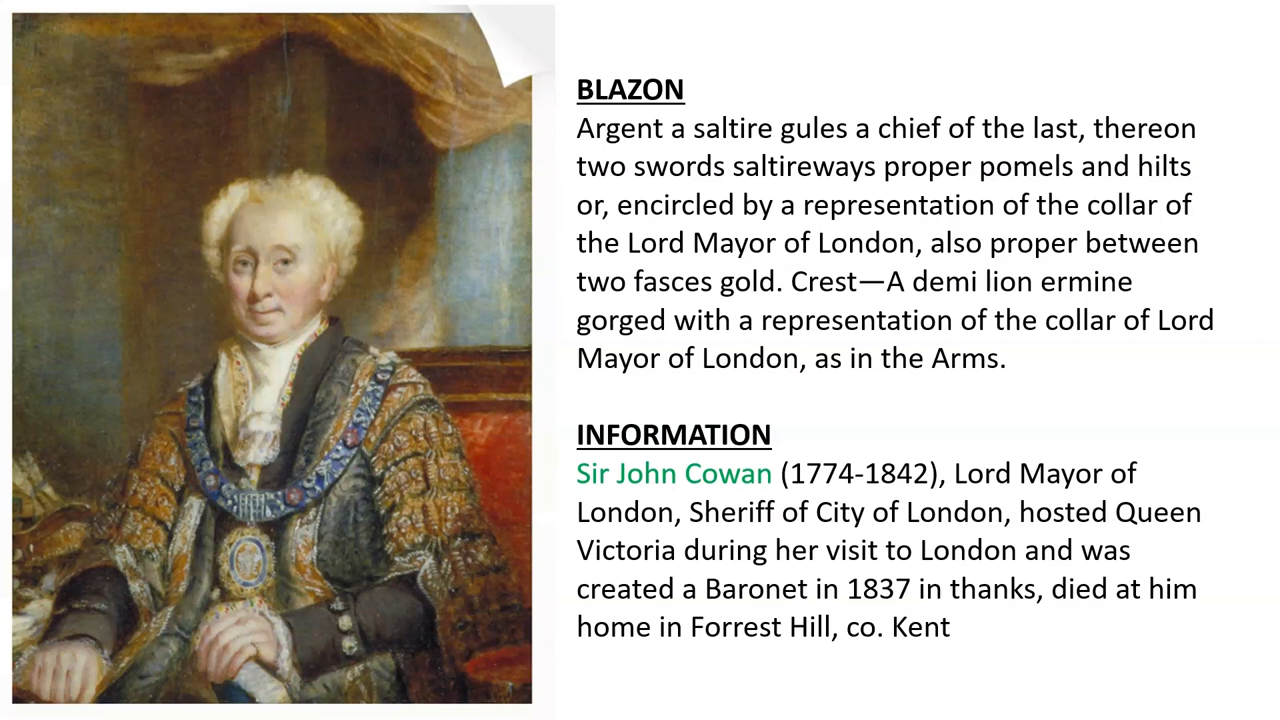 BLAZON
Argent a saltire gules a chief of the last, thereon
two swords saltireways proper pomels and hilts
or, encircled by a representation of the collar of
the Lord Mayor of London, also proper between
two fasces gold. Crest—A demi lion ermine
gorged with a representation of the collar of Lord
Mayor of London, as in the Arms.
INFORMATION
Sir John Cowan (1774-1842), Lord Mayor of
London, Sheriff of City of London, hosted Queen
Victoria during her visit to London and was
created a Baronet in 1837 in thanks, died at him
home in Forrest Hill, co. Kent